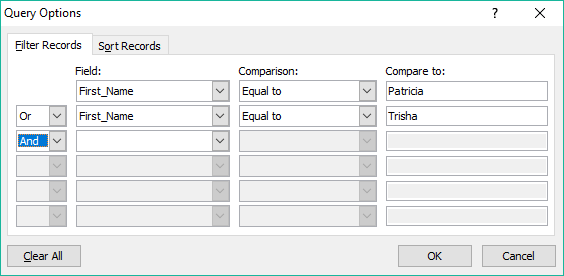 Query Options ?
Filter Records Sort Records
Field: Comparison: Compare to:
First_Name Equal to Patricia
Or First_Name Equal to Trisha
And
Clear All OK Cancel